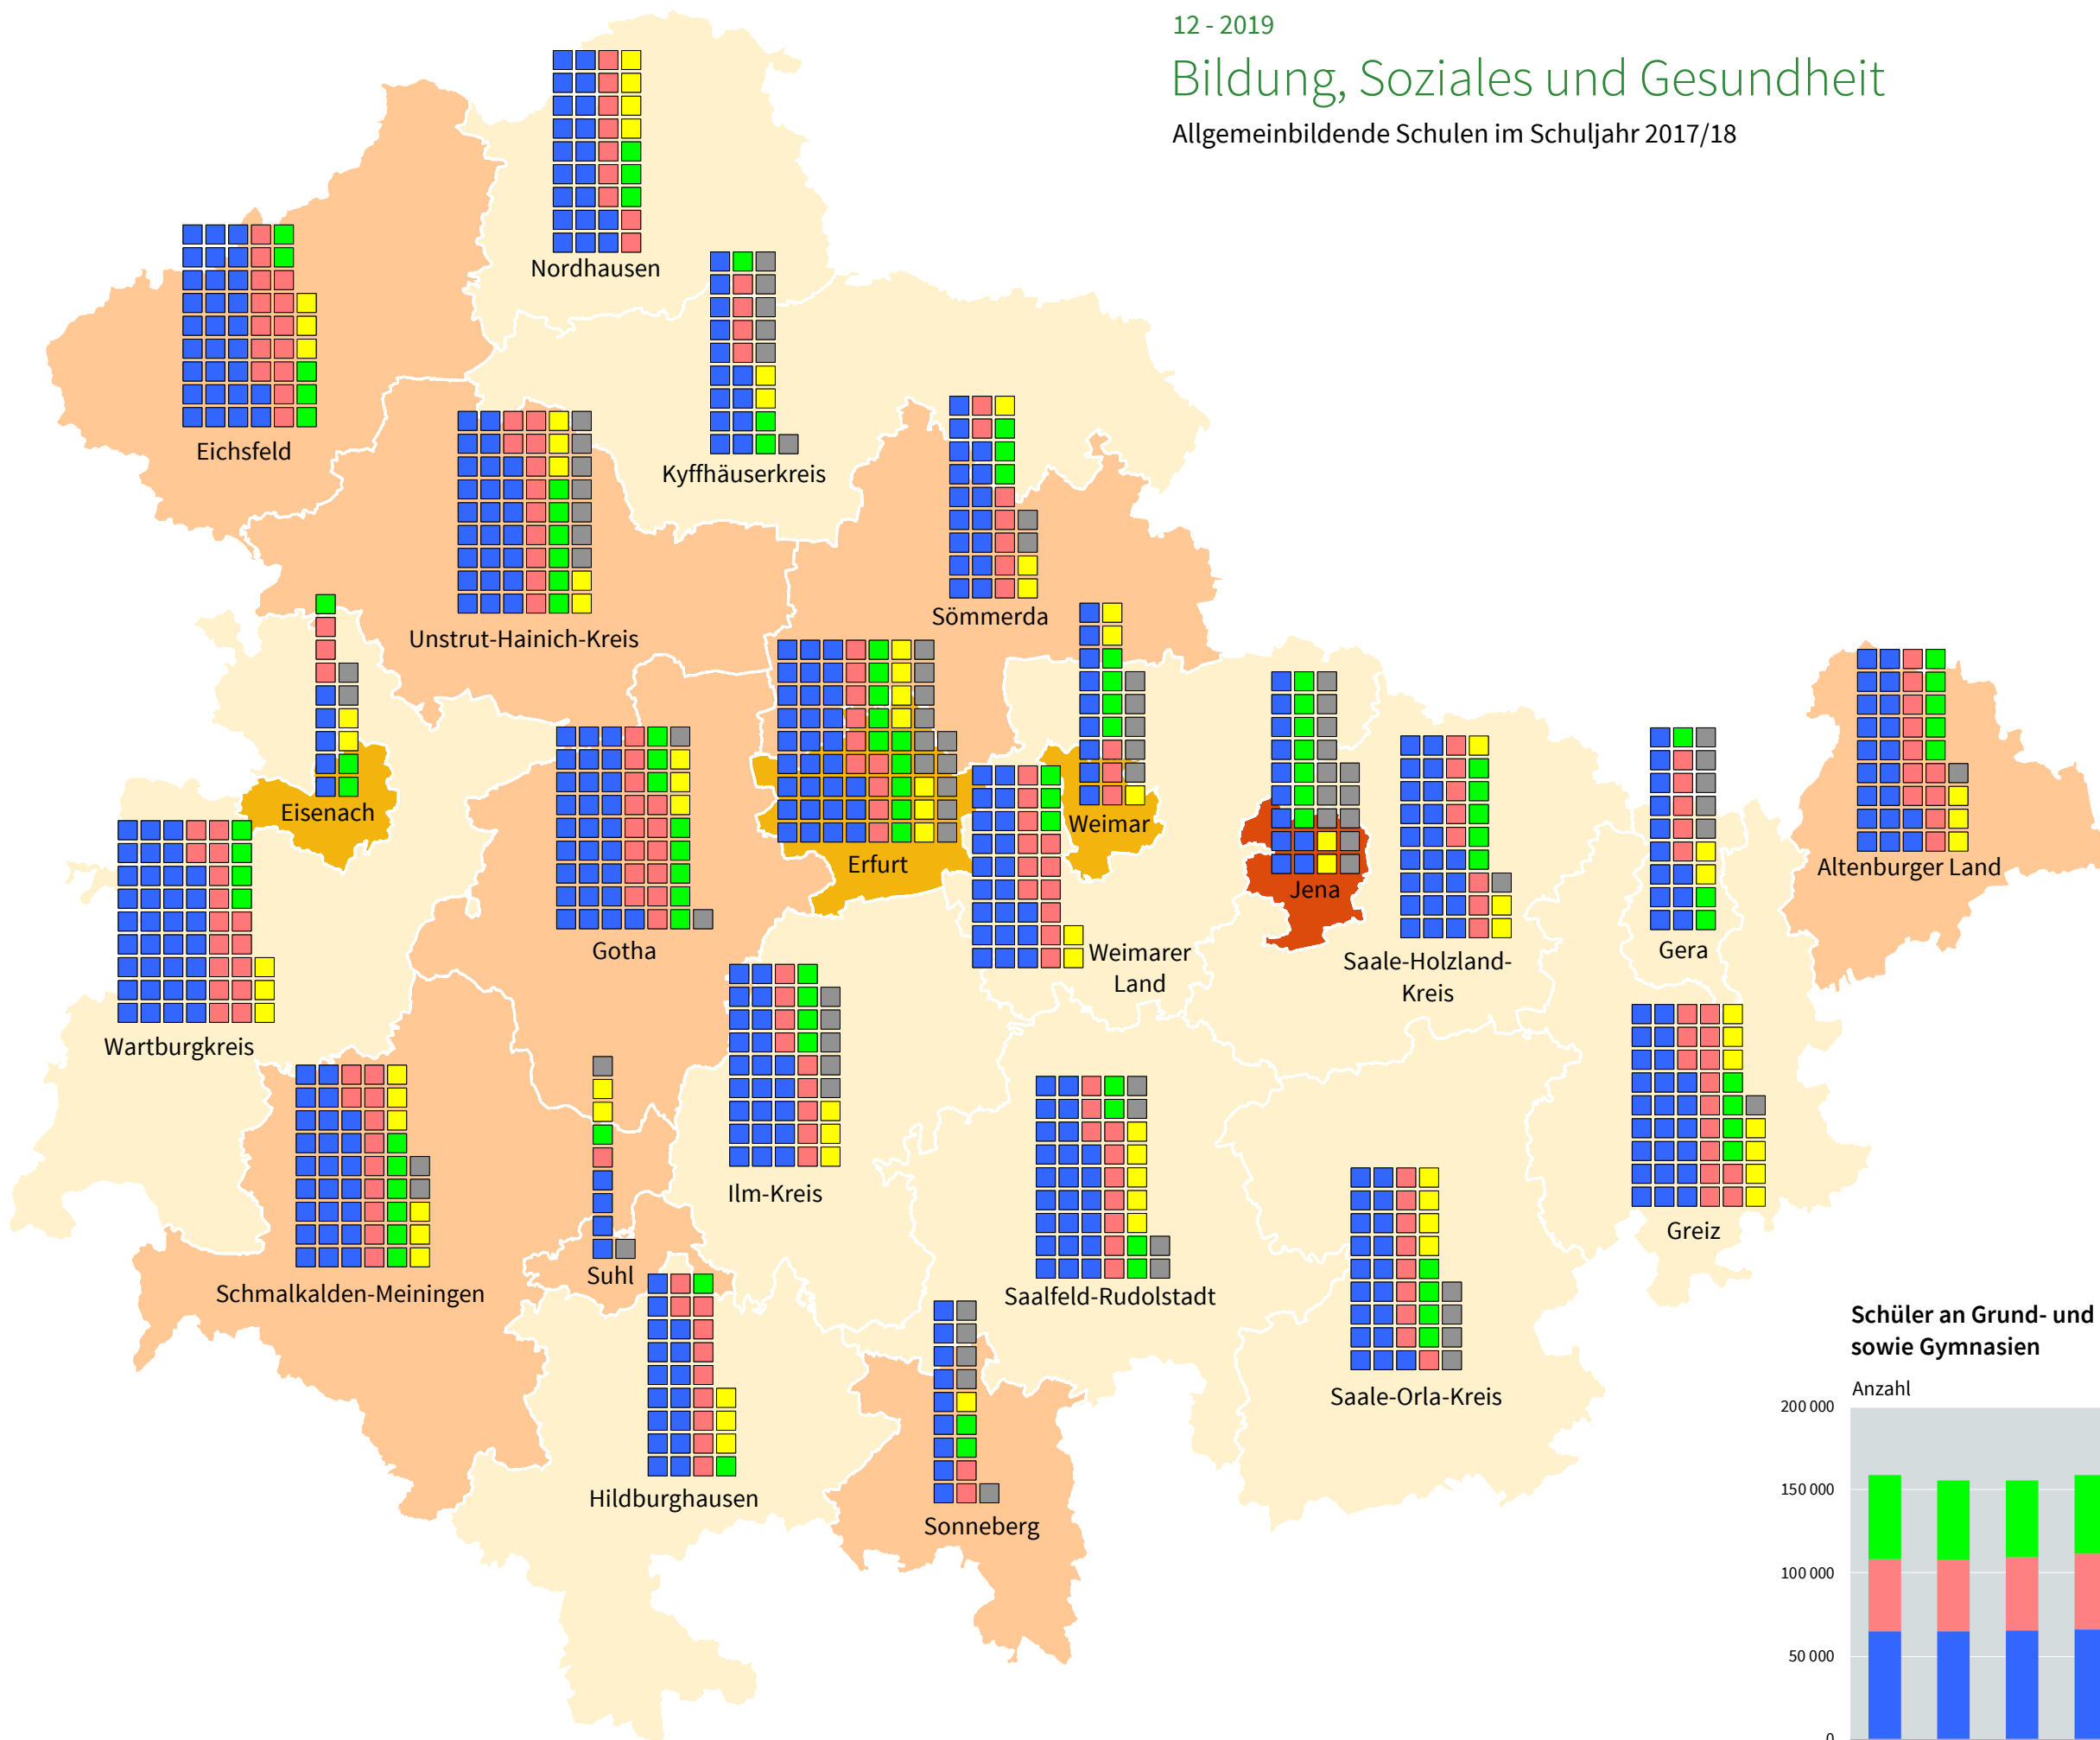 12 - 2019
Bildung, Soziales und Gesundheit
Allgemeinbildende Schulen im Schuljahr 2017/18
Nordhausen
Eichsfeld
Kyffhäuserkreis
Unstrut-Hainich-Kreis
Sömmerda
Eisenach
Erfurt
Weimar
Jena
Altenburger Land
Gotha
Weimarer
Land
Saale-Holzland-
Kreis
Gera
Wartburgkreis
Ilm-Kreis
Greiz
Schmalkalden-Meiningen
Suhl
Saalfeld-Rudolstadt
Saale-Orla-Kreis
Hildburghausen
Sonneberg
Schüler an Grund- und
sowie Gymnasien
Anzahl
200 000
150 000
100 000
50 000
0